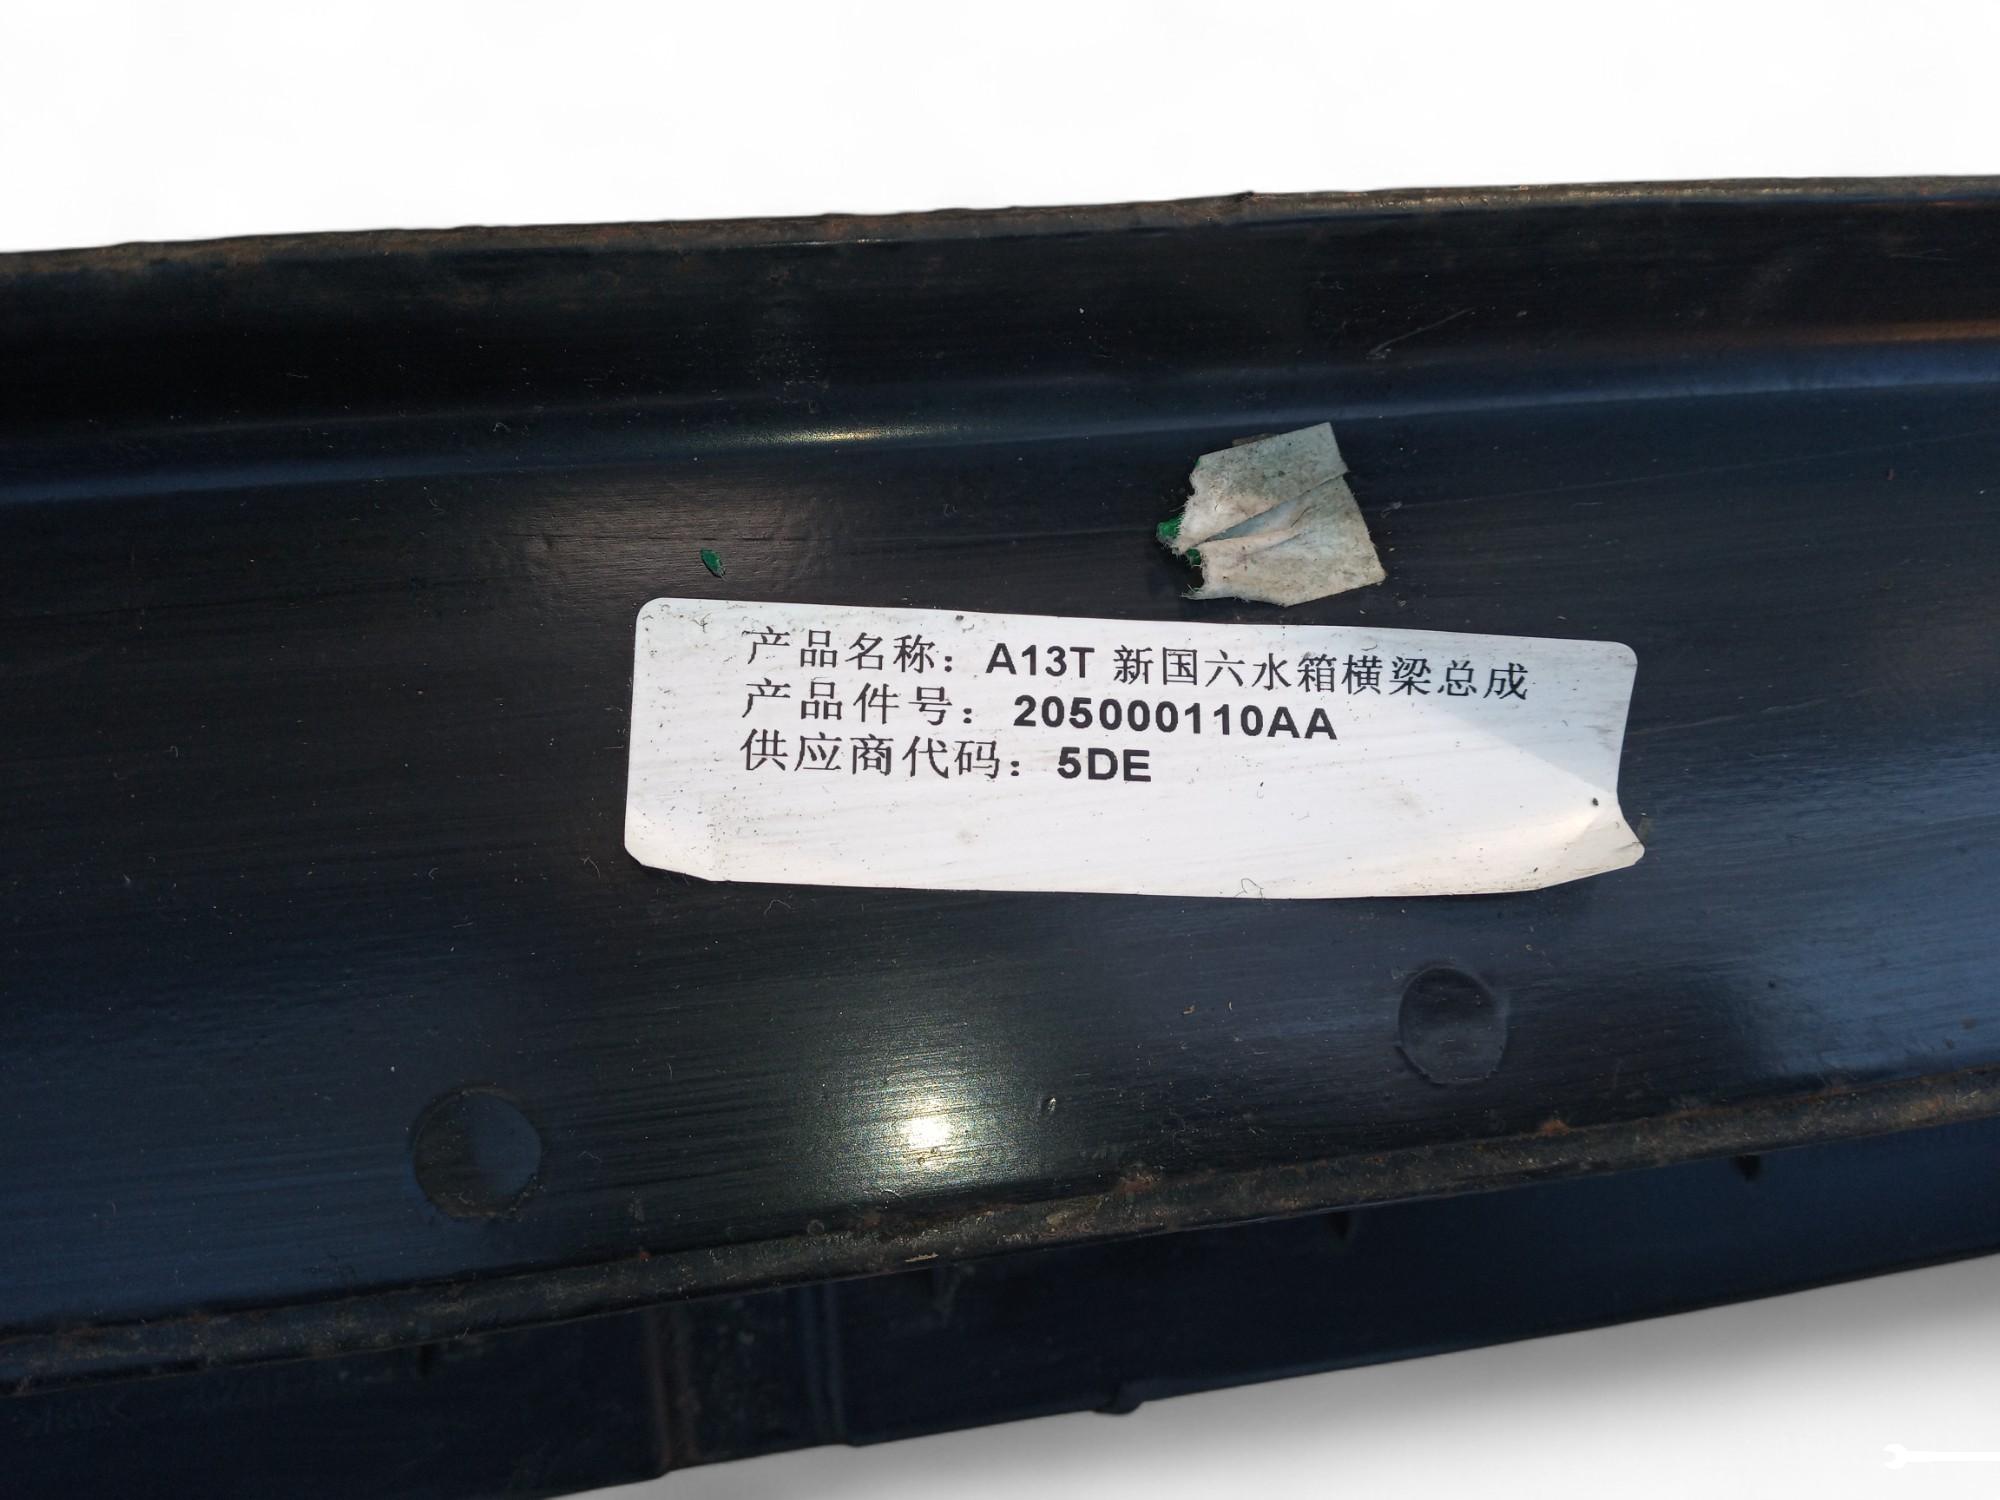 产品名称：A13T 新国六水箱横梁总成
产品件号：205000110AA
供应商代码：5DE